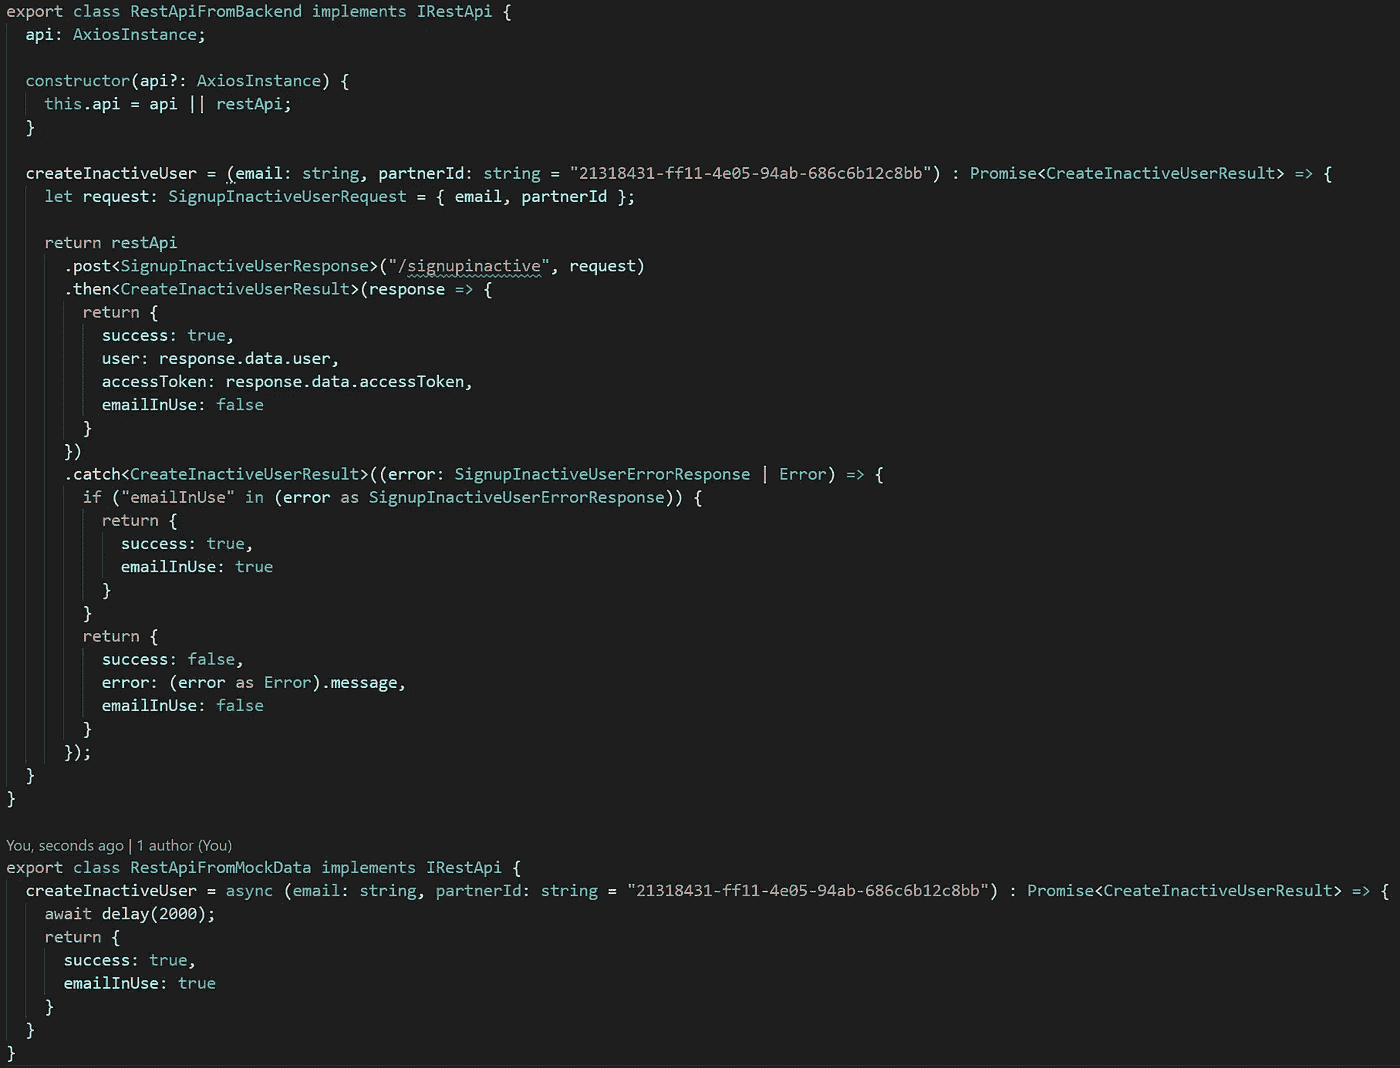 export class RestApiFromBackend implements IRestApi {
api: AxiosInstance;
constructor(api?: AxiosInstance) {
this.api = api || restApi;
}
createInactiveUser = (email: string, partnerId: string = "21318431-ff11-4e05-94ab-686c6b12c8bb") : Promise<CreateInactiveUserResult> => {
let request: SignupInactiveUserRequest = { email, partnerId };
return restApi
.post<SignupInactiveUserResponse>("/signupinactive", request)
.then<CreateInactiveUserResult>(response => {
return {
success: true,
user: response.data.user,
accessToken: response.data.accessToken,
emailInUse: false
}
})
.catch<CreateInactiveUserResult>((error: SignupInactiveUserErrorResponse | Error) => {
if ("emailInUse" in (error as SignupInactiveUserErrorResponse)) {
return {
success: true,
emailInUse: true
}
}
return {
success: false,
error: (error as Error).message,
emailInUse: false
}
});
}
}
You, seconds ago | 1 author (You)
export class RestApiFromMockData implements IRestApi {
createInactiveUser = async (email: string, partnerId: string = "21318431-ff11-4e05-94ab-686c6b12c8bb") : Promise<CreateInactiveUserResult> => {
await delay(2000);
return {
success: true,
emailInUse: true
}
}
}